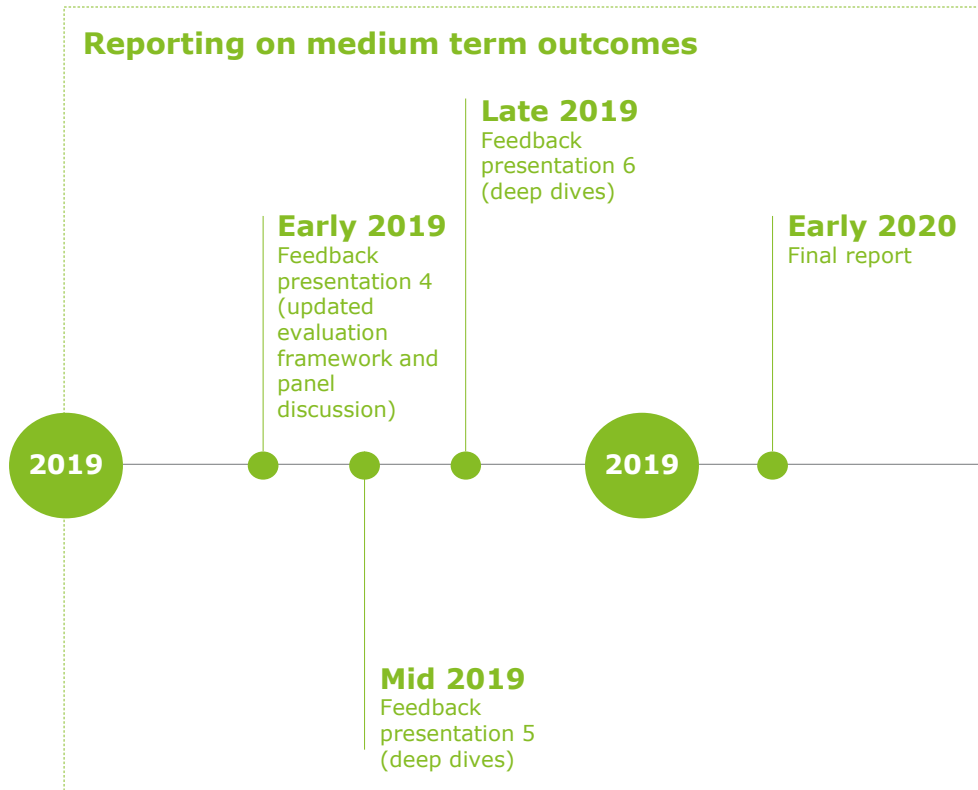 Reporting on medium term outcomes
Late 2019
Feedback
presentation 6
(deep dives)
Early 2019
Feedback
presentation 4
(updated
evaluation
framework and
panel
discussion)
Early 2020
Final report
2019
2019
Mid 2019
Feedback
presentation 5
(deep dives)